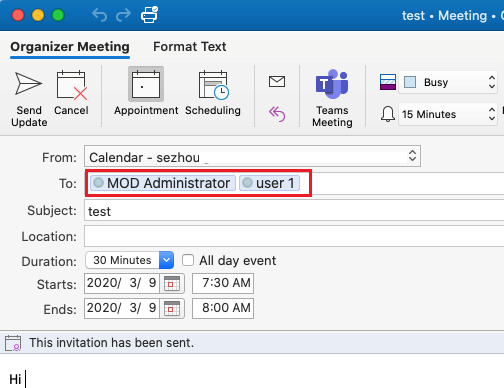 test • Meeting •
Organizer Meeting Format Text
Send Update Cancel Appointment Scheduling Teams Meeting Busy 15 Minutes
From: Calendar - sezhou
To: MOD Administrator user 1
Subject: test
Location:
Duration: 30 Minutes All day event
Starts: 2020/ 3/ 9 7:30 AM
Ends: 2020/ 3/ 9 8:00 AM
This invitation has been sent.
Hi